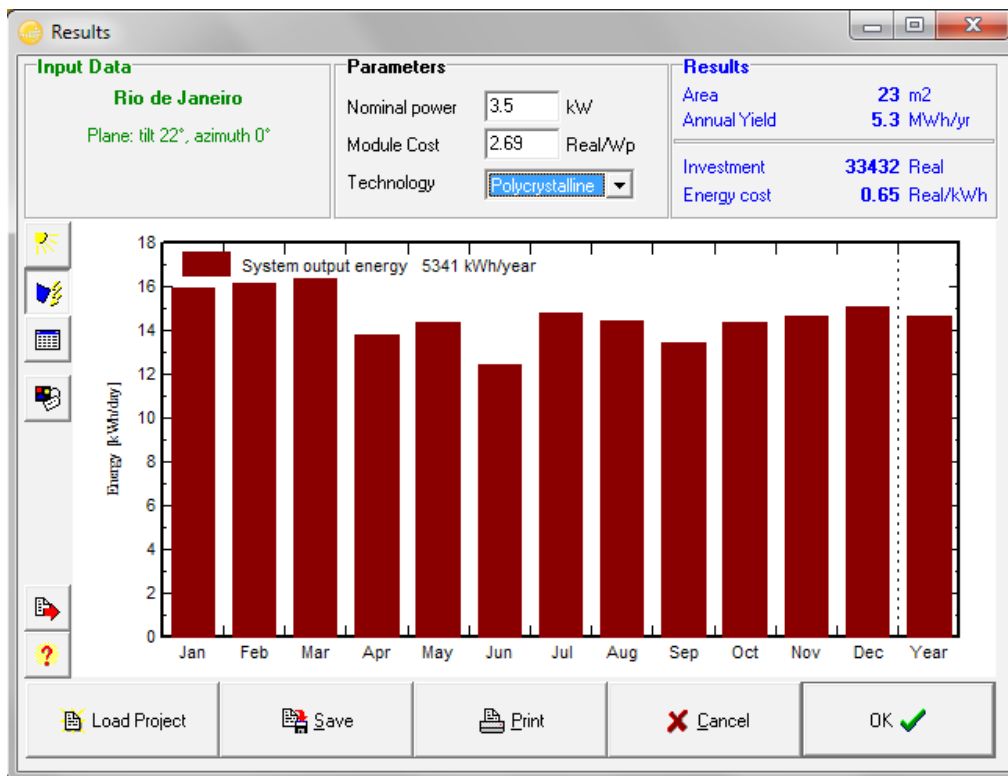 Results
Input Data
Rio de Janeiro
Plane: tilt 22°, azimuth 0°
Parameters
Nominal power 3.5 kW
Module Cost 2.69 Real/Wp
Technology Polycrystalline
Results
Area 23 m2
Annual Yield 5.3 MWh/yr
Investment 33432 Real
Energy cost 0.65 Real/kWh
System output energy 5341 kWh/year
Energy [kWh/day]
18
16
14
12
10
8
6
4
2
0
Jan Feb Mar Apr May Jun Jul Aug Sep Oct Nov Dec Year
?
Load Project Save Print Cancel OK